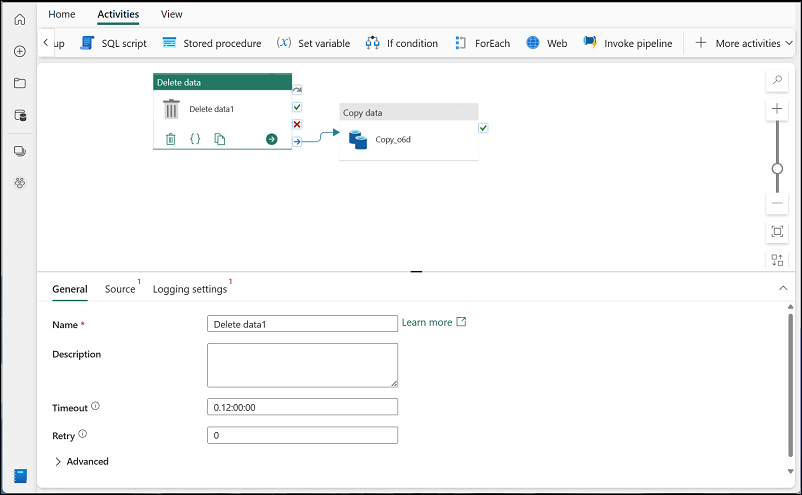 Home Activities View
up SQL script Stored procedure (x) Set variable If condition ForEach Web Invoke pipeline More activities
Delete data
Delete data1
{}
Copy data
Copy_o6d
General Source 1 Logging settings 1
Name * Delete data1 Learn more
Description
Timeout 0.12:00:00
Retry 0
Advanced